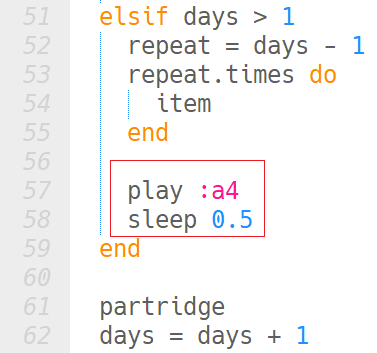 51 elsif days > 1
52 repeat = days - 1
53 repeat.times do
54 item
55 end
56
57 play :a4
58 sleep 0.5
59 end
60
61 partridge
62 days = days + 1